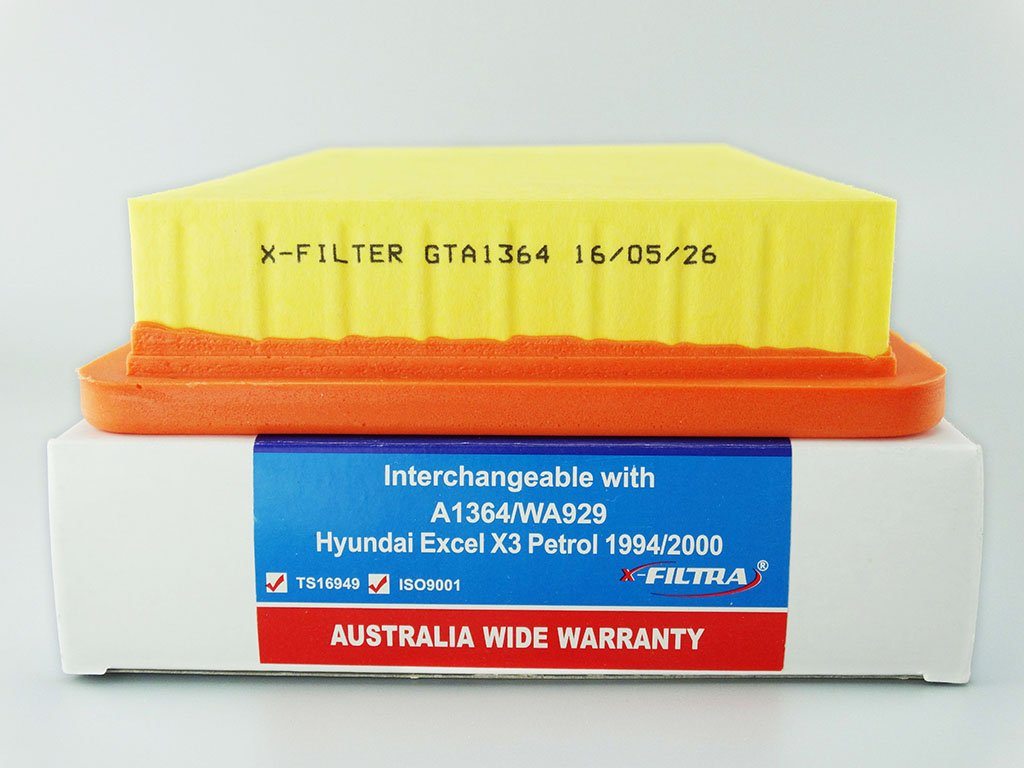 X-FILTER GTA1364 16/05/26
Interchangeable with
A1364/WA929
Hyundai Excel X3 Petrol 1994/2000
TS16949 ISO9001 X-FILTRA®
AUSTRALIA WIDE WARRANTY